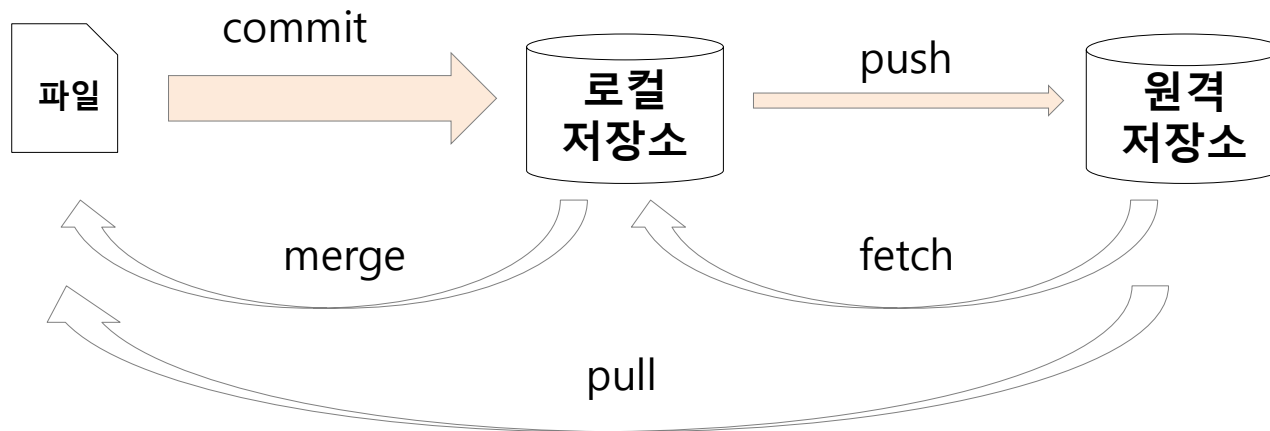 commit
파일
로컬
저장소
push
원격
저장소
merge
fetch
pull